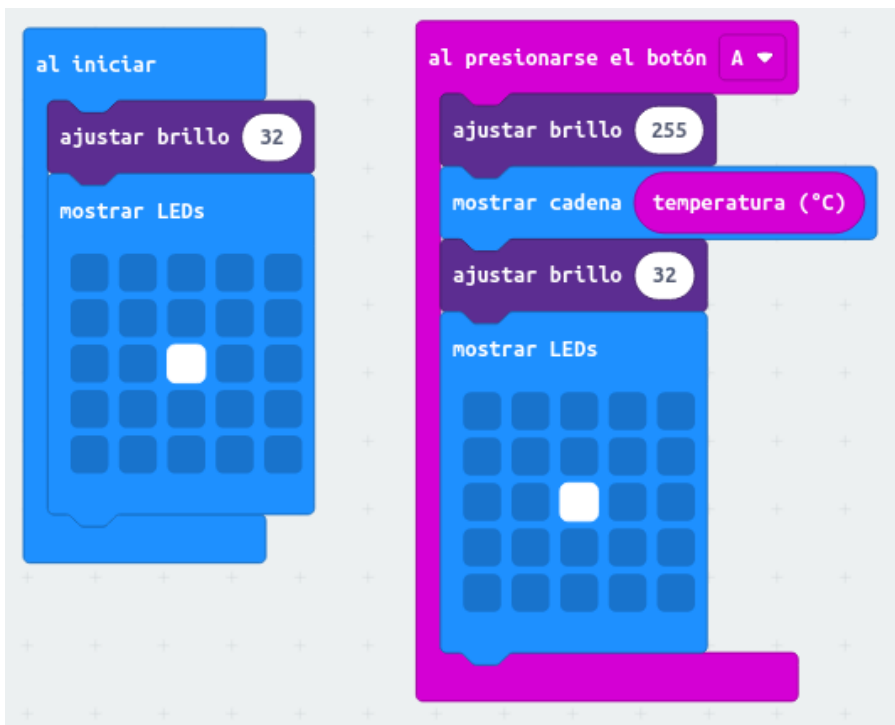 al iniciar
ajustar brillo 32
mostrar LEDs
al presionarse el botón A
ajustar brillo 255
mostrar cadena temperatura (°C)
ajustar brillo 32
mostrar LEDs